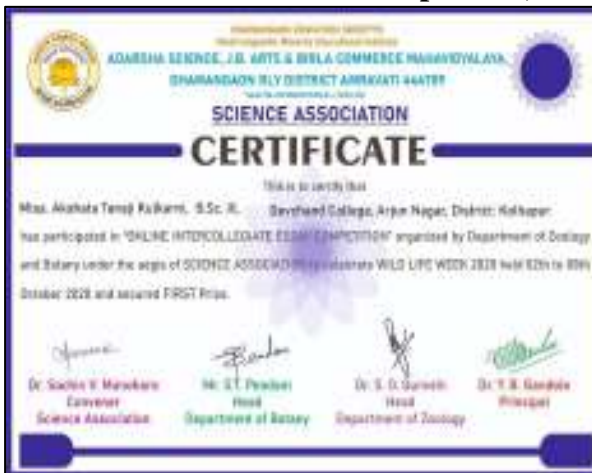 ADARSHA SCIENCE, J.B. ARTS & BIRLA COMMERCE MAHAVIDYALAYA,
DHAMANGAON RLY DISTRICT AMRAVATI 444709
SCIENCE ASSOCIATION
CERTIFICATE
This is to certify that
Miss. Akshata Tanaji Kulkarni, B.Sc. II, Devchand College, Arjun Nagar, District: Kolhapur
has participated in "ONLINE INTERCOLLEGIATE ESSAY COMPETITION" organized by Department of Zoology
and Botany under the aegis of SCIENCE ASSOCIATION to celebrate WILD LIFE WEEK 2020 held 02th to 08th
October 2020 and secured FIRST Prize.
Dr. Sachin V.
Mr. S.T.
Dr. S. D.
Dr. Y. B. Gandole
Convener
Head
Head
Principal
Science Association
Department of Botany
Department of Zoology